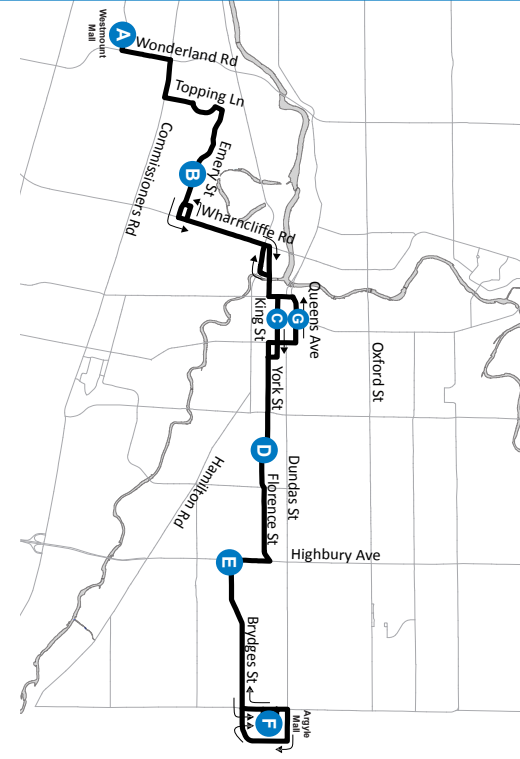 Westmount
Mall
A
Wonderland Rd
Topping Ln
Commissioners Rd
Emery St
B
Wharncliffe Rd
Queens Ave
G
C
King St
York St
Oxford St
D
Dundas St
Florence St
Hamilton Rd
Highbury Ave
E
Brydges St
Argyle
Mall
F